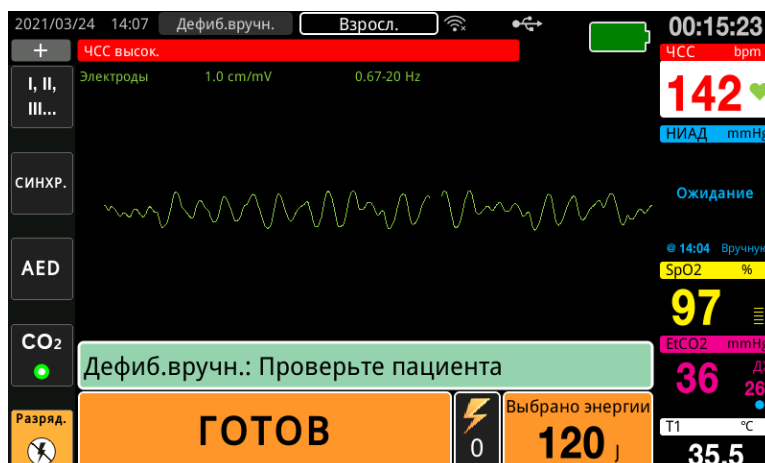 2021/03/24 14:07 Дефиб.вручн. Взросл. 00:15:23
+ ЧСС высок. ЧСС bpm
Электроды 1.0 cm/mV 0.67-20 Hz
I, II,
III...
142
НИАД mmHg
СИНХР.
Ожидание
@ 14:04 Вручную
AED
SpO2 %
97
CO2
EtCO2 mmHg
Дефиб.вручн.: Проверьте пациента
36 26
Разряд.
ГОТОВ
0
Выбрано энергии
120 J
T1 °C
35.5